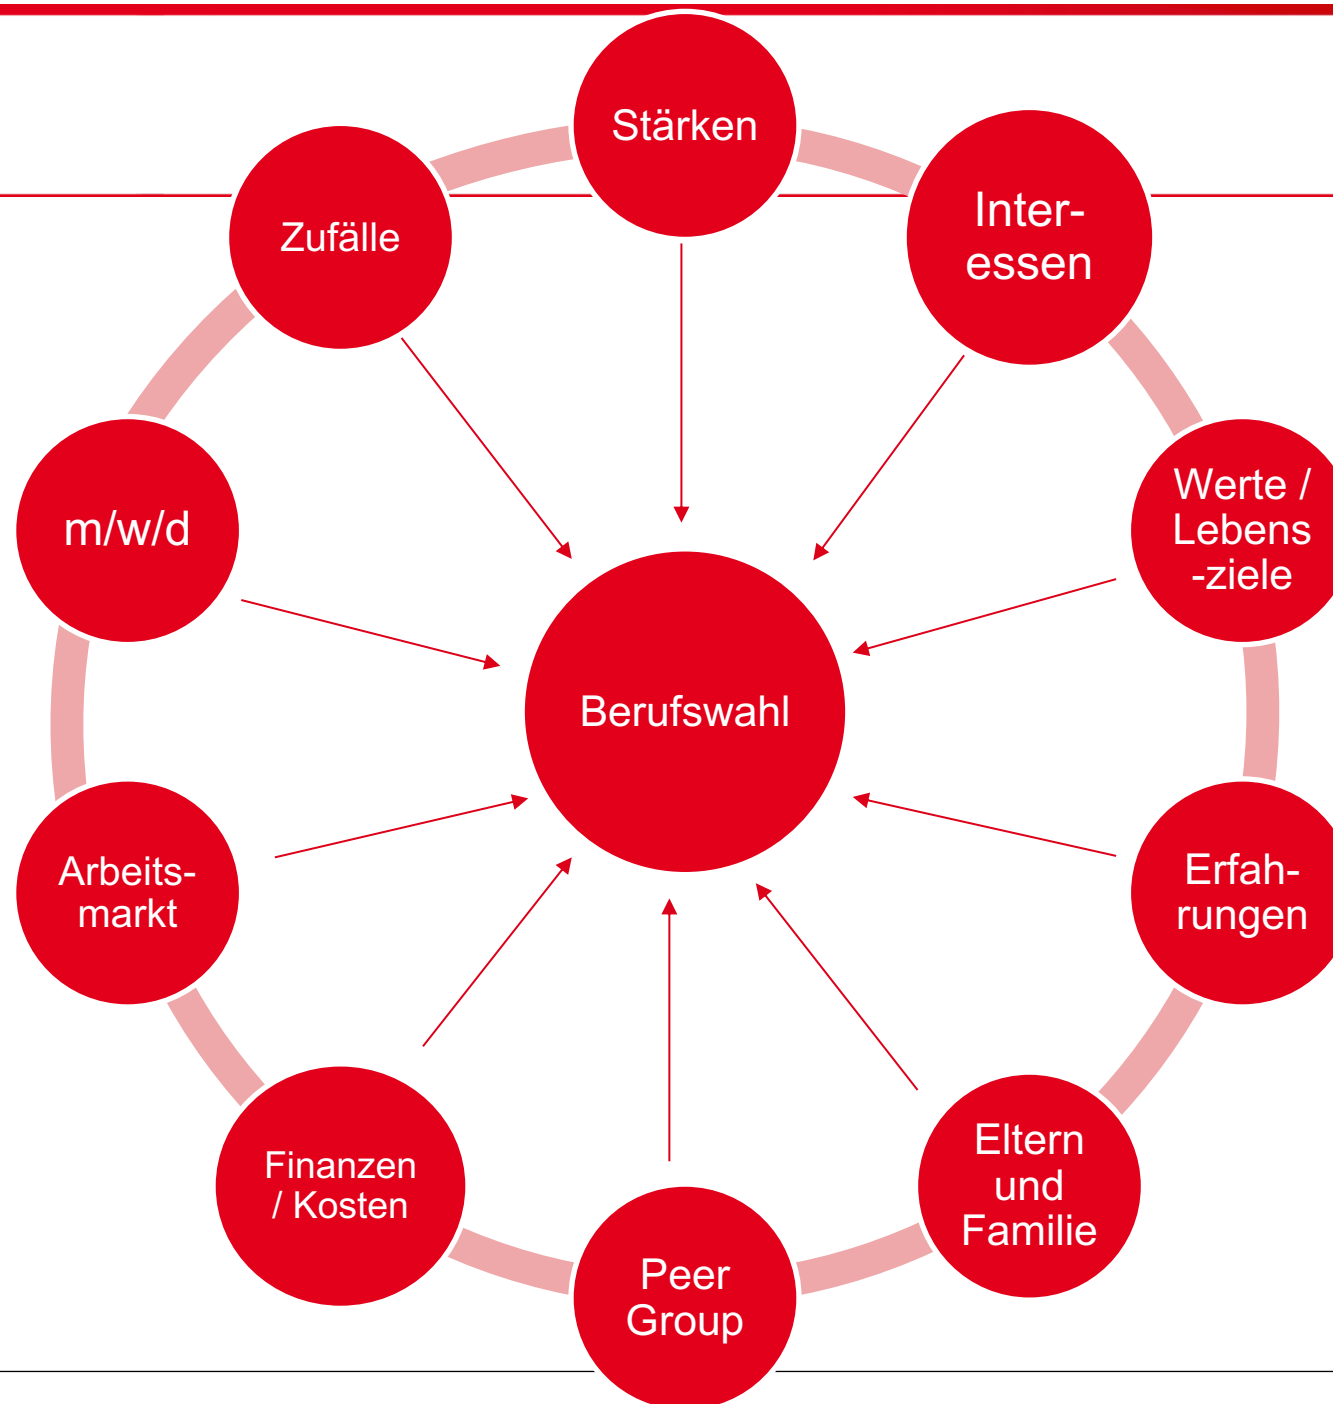 Stärken
Inter-
essen
Zufälle
Werte /
Lebens
-ziele
m/w/d
Berufswahl
Arbeits-
markt
Erfah-
rungen
Finanzen
/ Kosten
Eltern
und
Familie
Peer
Group